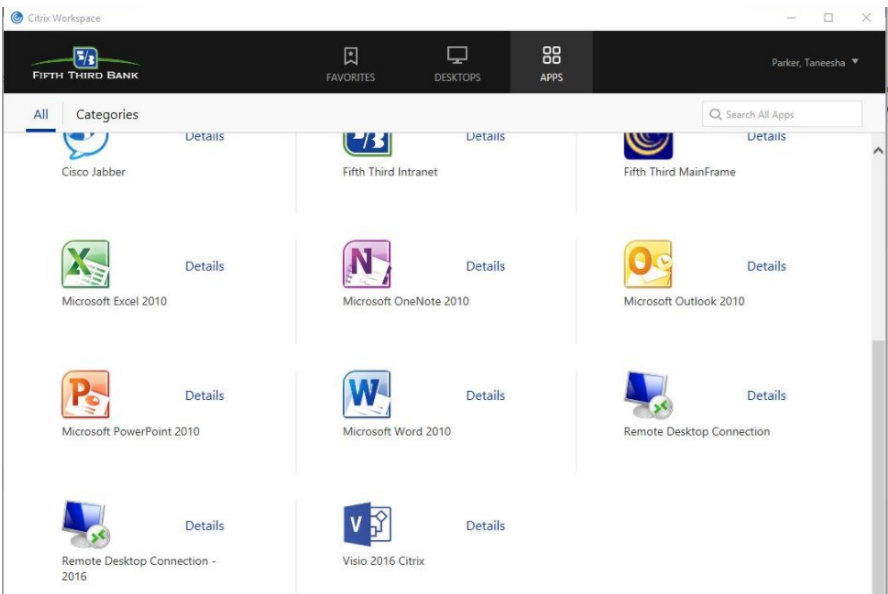 Citrix Workspace
5/3
FIFTH THIRD BANK
FAVORITES
DESKTOPS
APPS
Parker, Taneesha
All
Categories
Search All Apps
Details
Details
Details
Cisco Jabber
Fifth Third Intranet
Fifth Third MainFrame
Details
Details
Details
Microsoft Excel 2010
Microsoft OneNote 2010
Microsoft Outlook 2010
Details
Details
Details
Microsoft PowerPoint 2010
Microsoft Word 2010
Remote Desktop Connection
Details
Details
Remote Desktop Connection -
2016
Visio 2016 Citrix